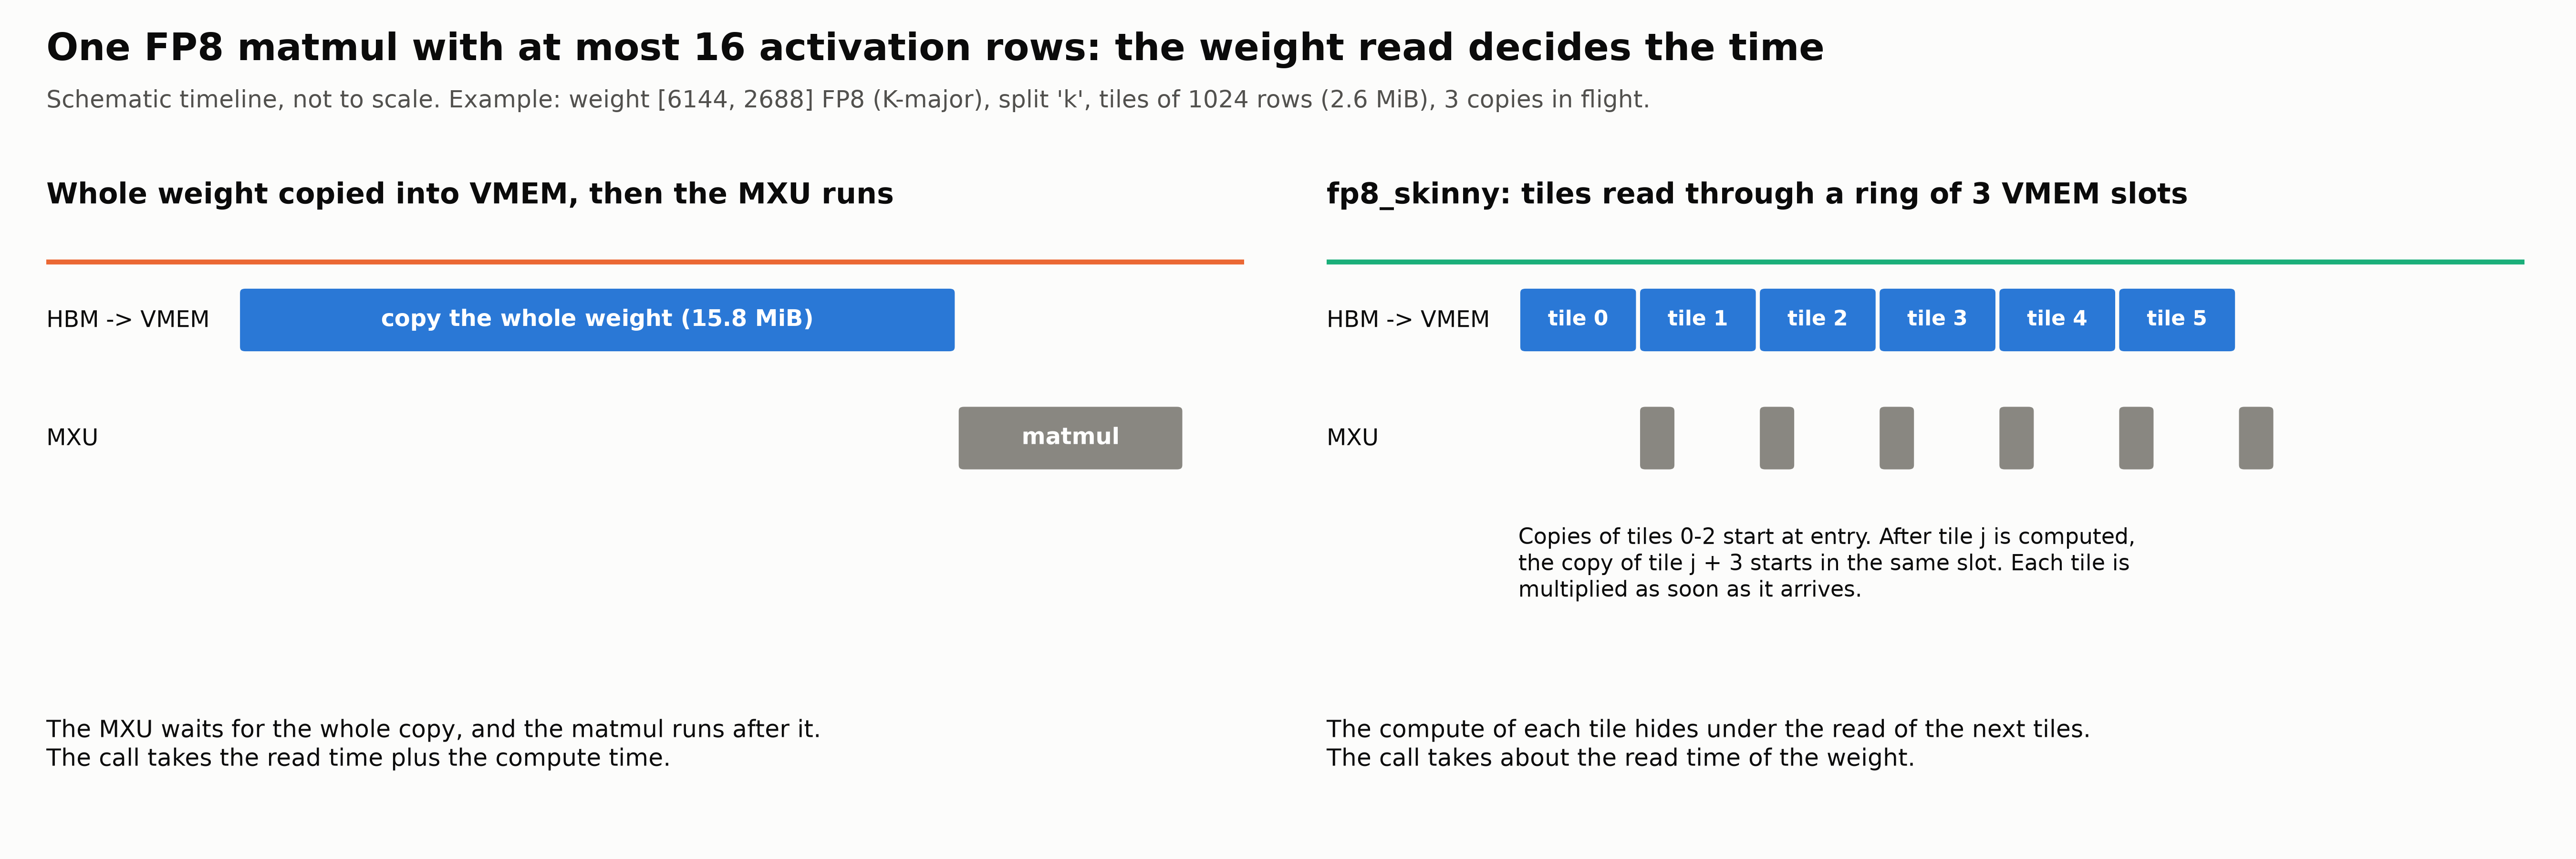 One FP8 matmul with at most 16 activation rows: the weight read decides the time
Schematic timeline, not to scale. Example: weight [6144, 2688] FP8 (K-major), split 'k', tiles of 1024 rows (2.6 MiB), 3 copies in flight.
Whole weight copied into VMEM, then the MXU runs
HBM -> VMEM
copy the whole weight (15.8 MiB)
MXU
matmul
The MXU waits for the whole copy, and the matmul runs after it.
The call takes the read time plus the compute time.
fp8_skinny: tiles read through a ring of 3 VMEM slots
HBM -> VMEM
tile 0
tile 1
tile 2
tile 3
tile 4
tile 5
MXU
Copies of tiles 0-2 start at entry. After tile j is computed,
the copy of tile j + 3 starts in the same slot. Each tile is
multiplied as soon as it arrives.
The compute of each tile hides under the read of the next tiles.
The call takes about the read time of the weight.